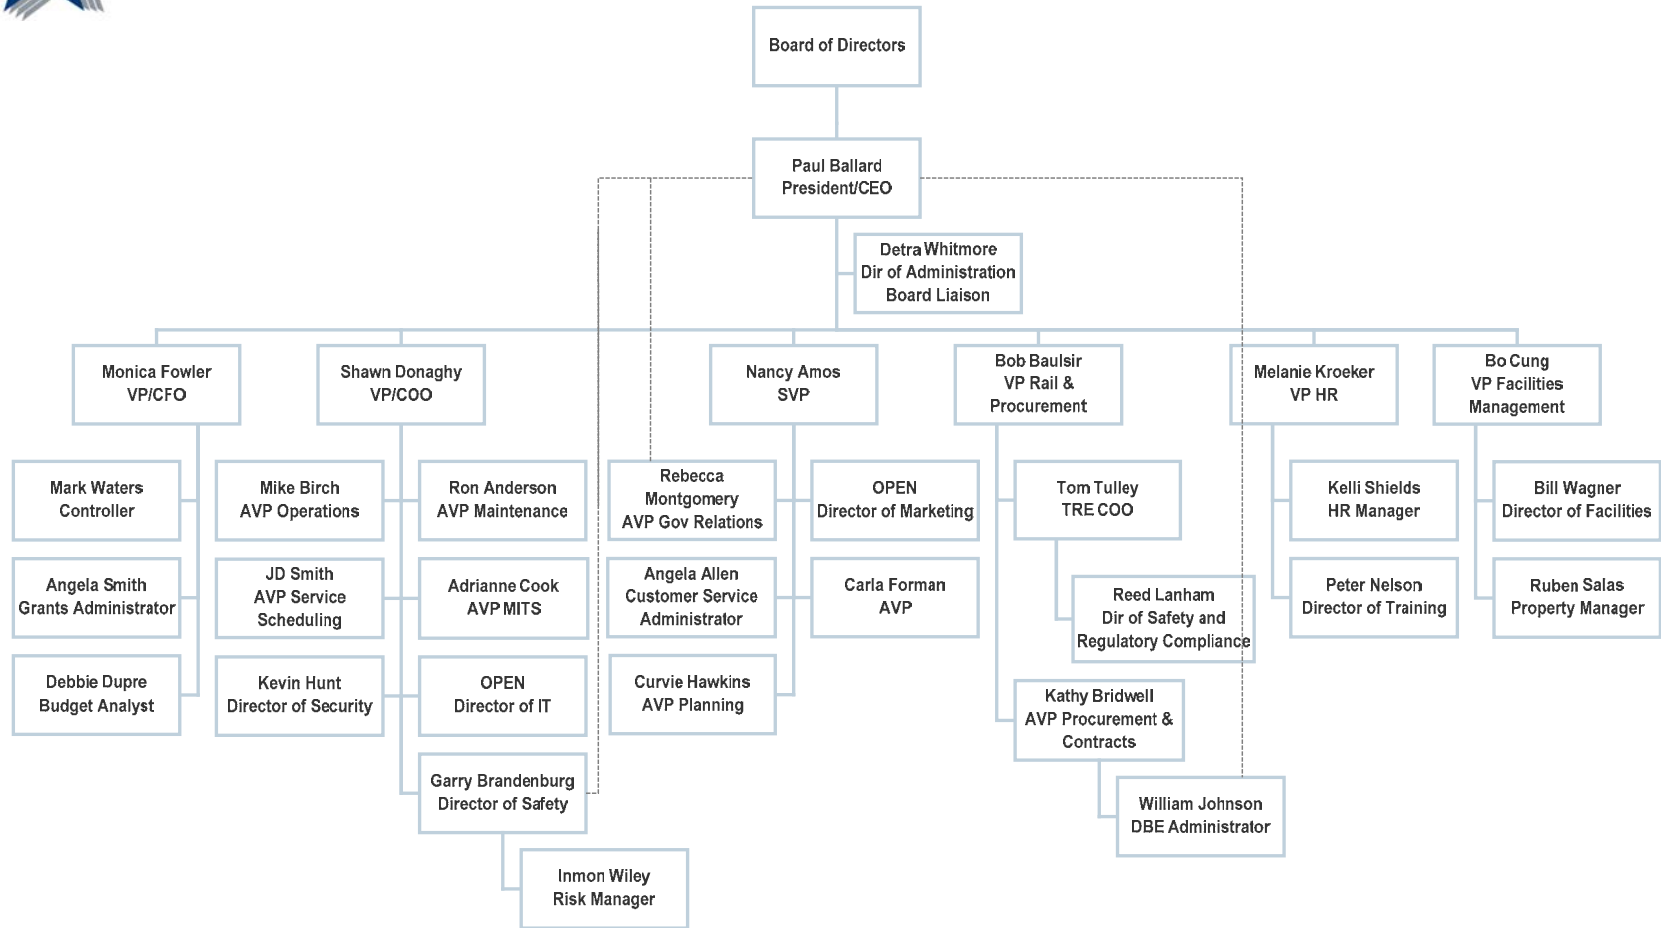 Board of Directors
Paul Ballard
President/CEO
Detra Whitmore
Dir of Administration
Board Liaison
Monica Fowler
VP/CFO
Shawn Donaghy
VP/COO
Nancy Amos
SVP
Bob Baulsir
VP Rail &
Procurement
Melanie Kroeker
VP HR
Bo Cung
VP Facilities
Management
Mark Waters
Controller
Mike Birch
AVP Operations
Ron Anderson
AVP Maintenance
Rebecca
Montgomery
AVP Gov Relations
OPEN
Director of Marketing
Tom Tulley
TRE COO
Kelli Shields
HR Manager
Bill Wagner
Director of Facilities
Angela Smith
Grants Administrator
JD Smith
AVP Service
Scheduling
Adrianne Cook
AVP MITS
Angela Allen
Customer Service
Administrator
Carla Forman
AVP
Reed Lanham
Dir of Safety and
Regulatory Compliance
Peter Nelson
Director of Training
Ruben Salas
Property Manager
Debbie Dupre
Budget Analyst
Kevin Hunt
Director of Security
OPEN
Director of IT
Curvie Hawkins
AVP Planning
Kathy Bridwell
AVP Procurement &
Contracts
Garry Brandenburg
Director of Safety
William Johnson
DBE Administrator
Inmon Wiley
Risk Manager